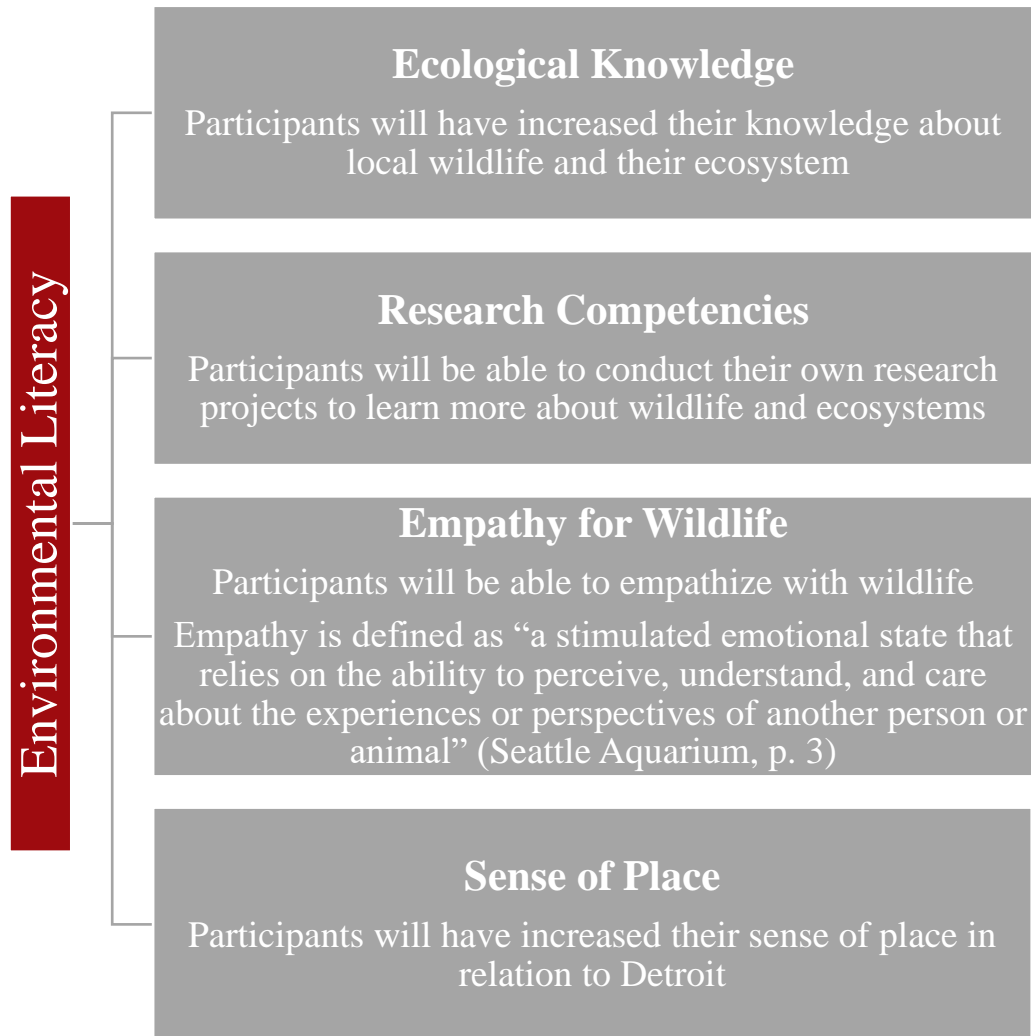 Environmental Literacy
Ecological Knowledge
Participants will have increased their knowledge about
local wildlife and their ecosystem
Research Competencies
Participants will be able to conduct their own research
projects to learn more about wildlife and ecosystems
Empathy for Wildlife
Participants will be able to empathize with wildlife
Empathy is defined as “a stimulated emotional state that
relies on the ability to perceive, understand, and care
about the experiences or perspectives of another person or
animal” (Seattle Aquarium, p. 3)
Sense of Place
Participants will have increased their sense of place in
relation to Detroit